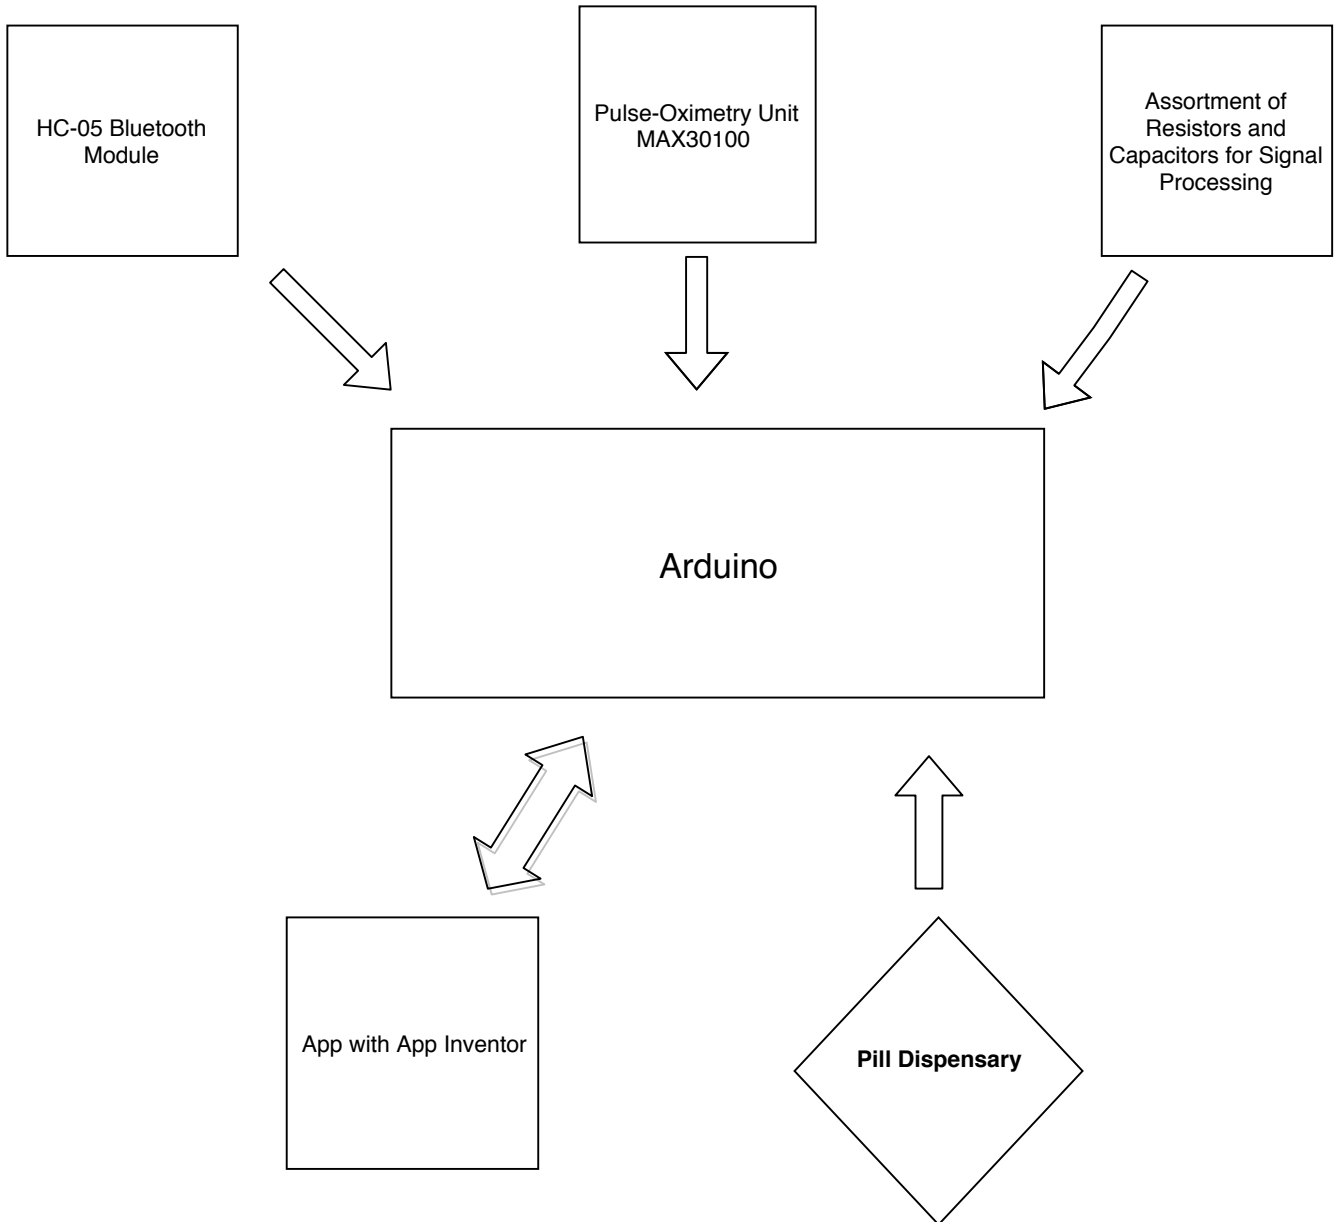 HC-05 Bluetooth
Module
Pulse-Oximetry Unit
MAX30100
Assortment of
Resistors and
Capacitors for Signal
Processing
Arduino
App with App Inventor
Pill Dispensary